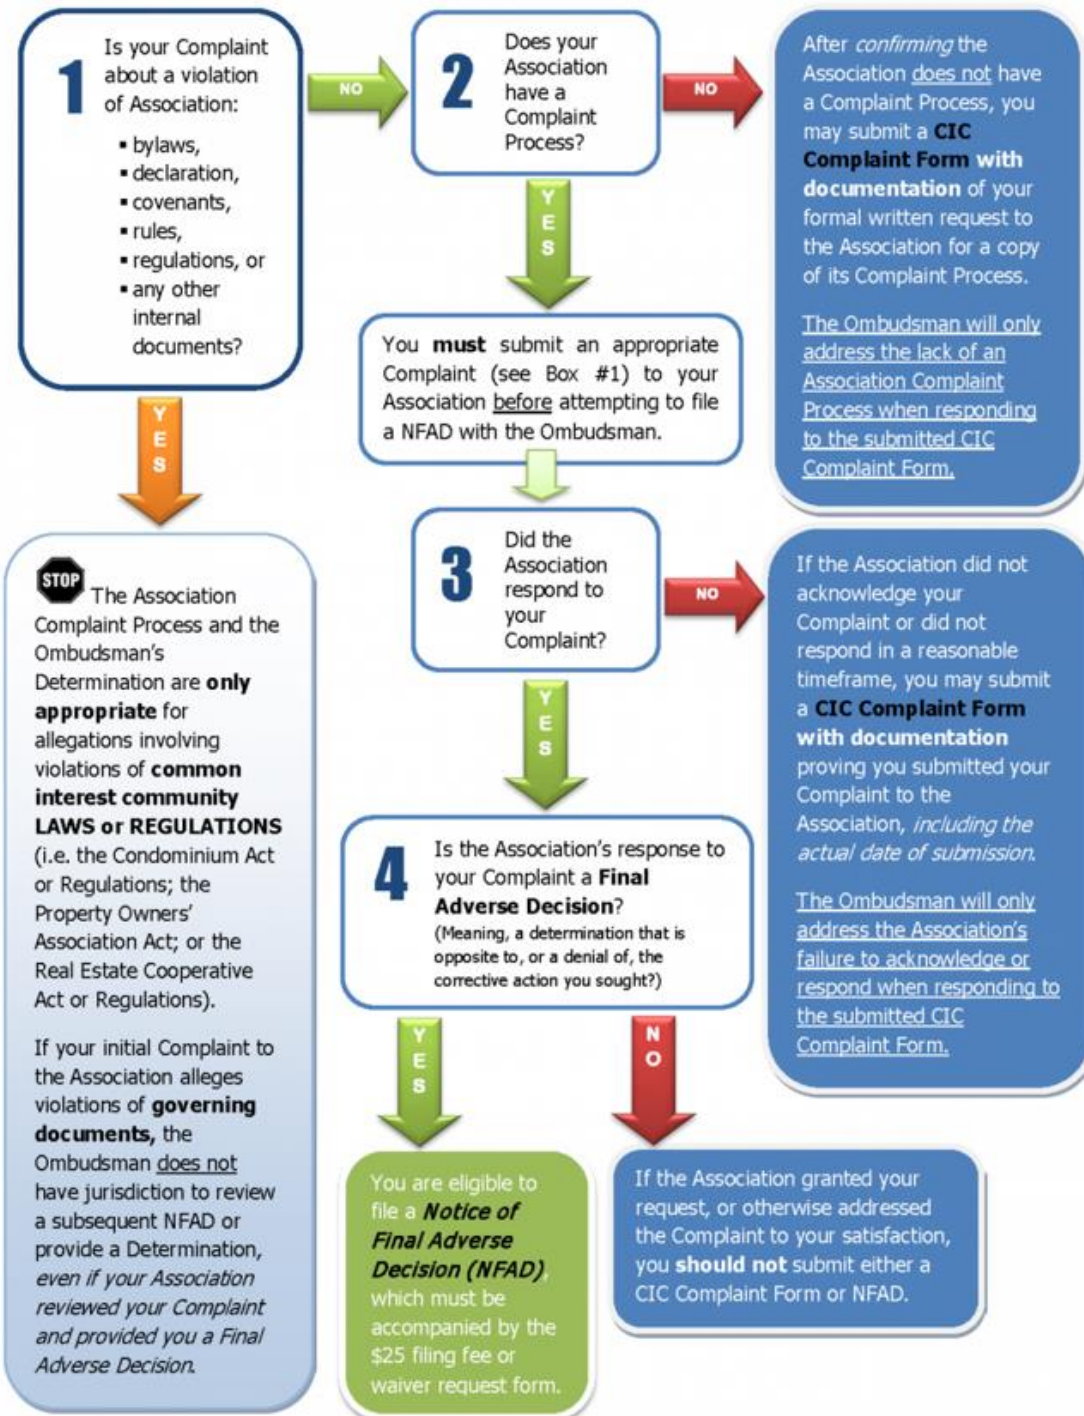 1
Is your Complaint
about a violation
of Association:
▪ bylaws,
▪ declaration,
▪ covenants,
▪ rules,
▪ regulations, or
▪ any other
internal
documents?
NO
2
Does your
Association
have a
Complaint
Process?
NO
After confirming the
Association does not have
a Complaint Process, you
may submit a CIC
Complaint Form with
documentation of your
formal written request to
the Association for a copy
of its Complaint Process.
The Ombudsman will only
address the lack of an
Association Complaint
Process when responding
to the submitted CIC
Complaint Form.
YES
YES
You must submit an appropriate
Complaint (see Box #1) to your
Association before attempting to file
a NFAD with the Ombudsman.
STOP
The Association
Complaint Process and the
Ombudsman's
Determination are only
appropriate for
allegations involving
violations of common
interest community
LAWS or REGULATIONS
(i.e. the Condominium Act
or Regulations; the
Property Owners'
Association Act; or the
Real Estate Cooperative
Act or Regulations).
If your initial Complaint to
the Association alleges
violations of governing
documents, the
Ombudsman does not
have jurisdiction to review
a subsequent NFAD or
provide a Determination,
even if your Association
reviewed your Complaint
and provided you a Final
Adverse Decision.
3
Did the
Association
respond to
your
Complaint?
NO
If the Association did not
acknowledge your
Complaint or did not
respond in a reasonable
timeframe, you may submit
a CIC Complaint Form
with documentation
proving you submitted your
Complaint to the
Association, including the
actual date of submission.
The Ombudsman will only
address the Association's
failure to acknowledge or
respond when responding to
the submitted CIC
Complaint Form.
YES
4
Is the Association's response to
your Complaint a Final
Adverse Decision?
(Meaning, a determination that is
opposite to, or a denial of, the
corrective action you sought?)
YES
NO
You are eligible to
file a Notice of
Final Adverse
Decision (NFAD),
which must be
accompanied by the
$25 filing fee or
waiver request form.
If the Association granted your
request, or otherwise addressed
the Complaint to your satisfaction,
you should not submit either a
CIC Complaint Form or NFAD.